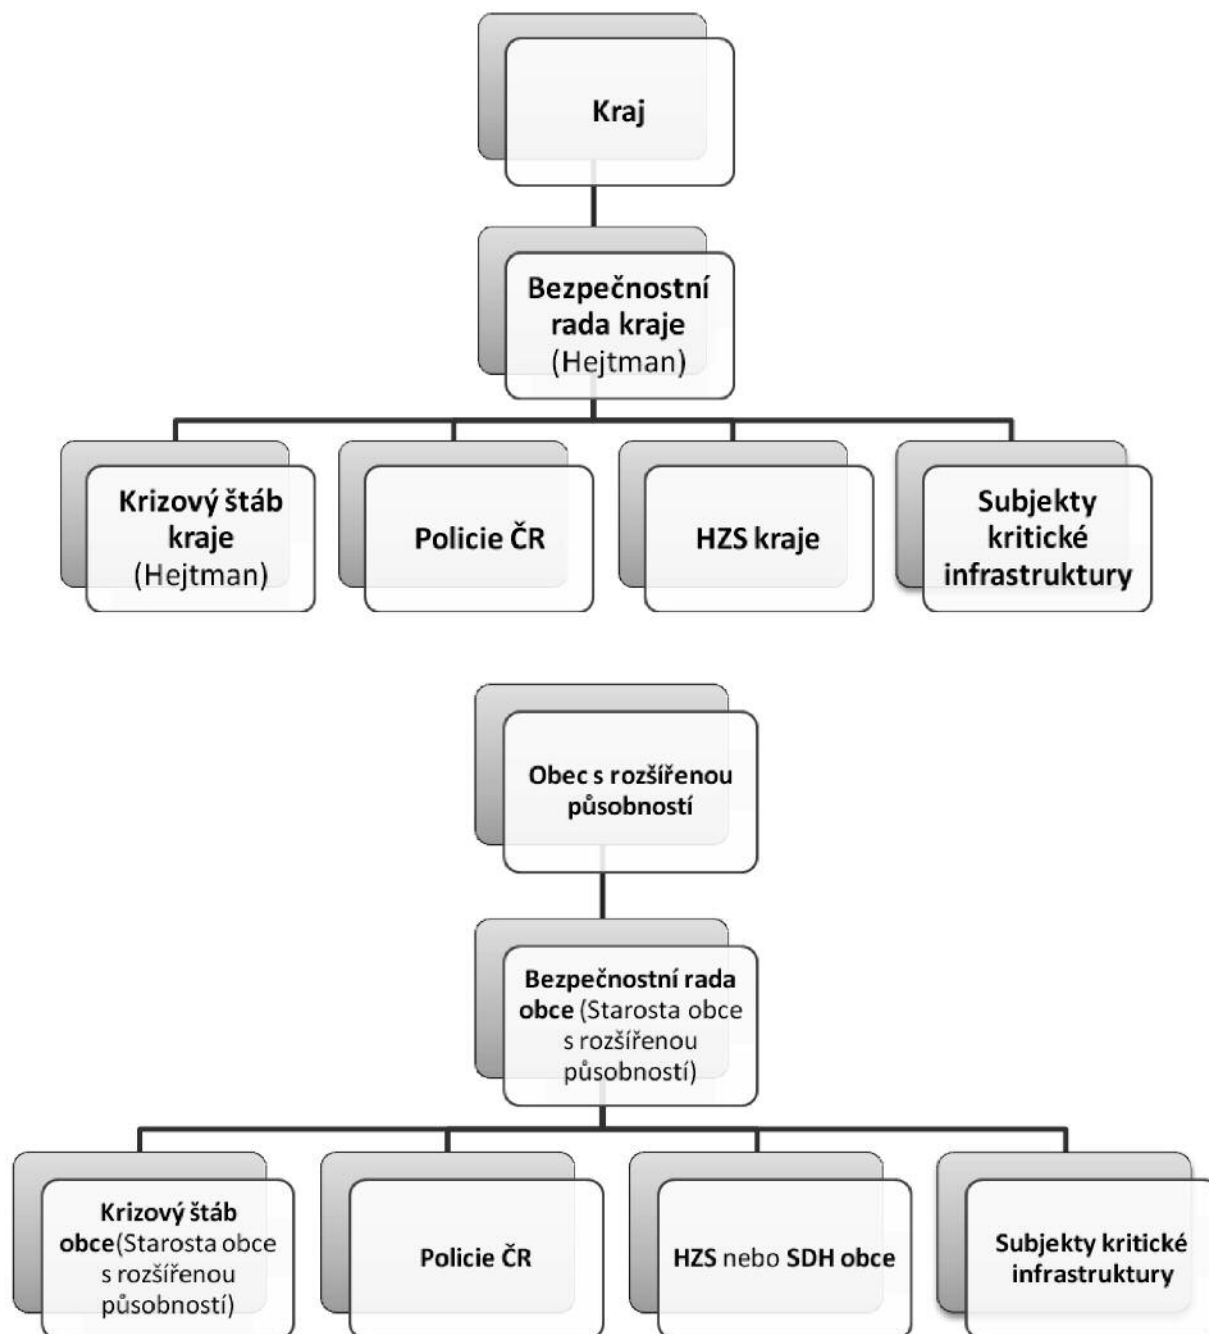 Kraj
Bezpečnostní
rada kraje
(Hejtman)
Krizový štáb
kraje
(Hejtman)
Policie ČR
HZS kraje
Subjekty
kritické
infrastruktury
Obec s rozšířenou
působností
Bezpečnostní rada
obce (Starosta obce
s rozšířenou
působností)
Krizový štáb
obce(Starosta obce
s rozšířenou
působností)
Policie ČR
HZS nebo SDH obce
Subjekty kritické
infrastruktury